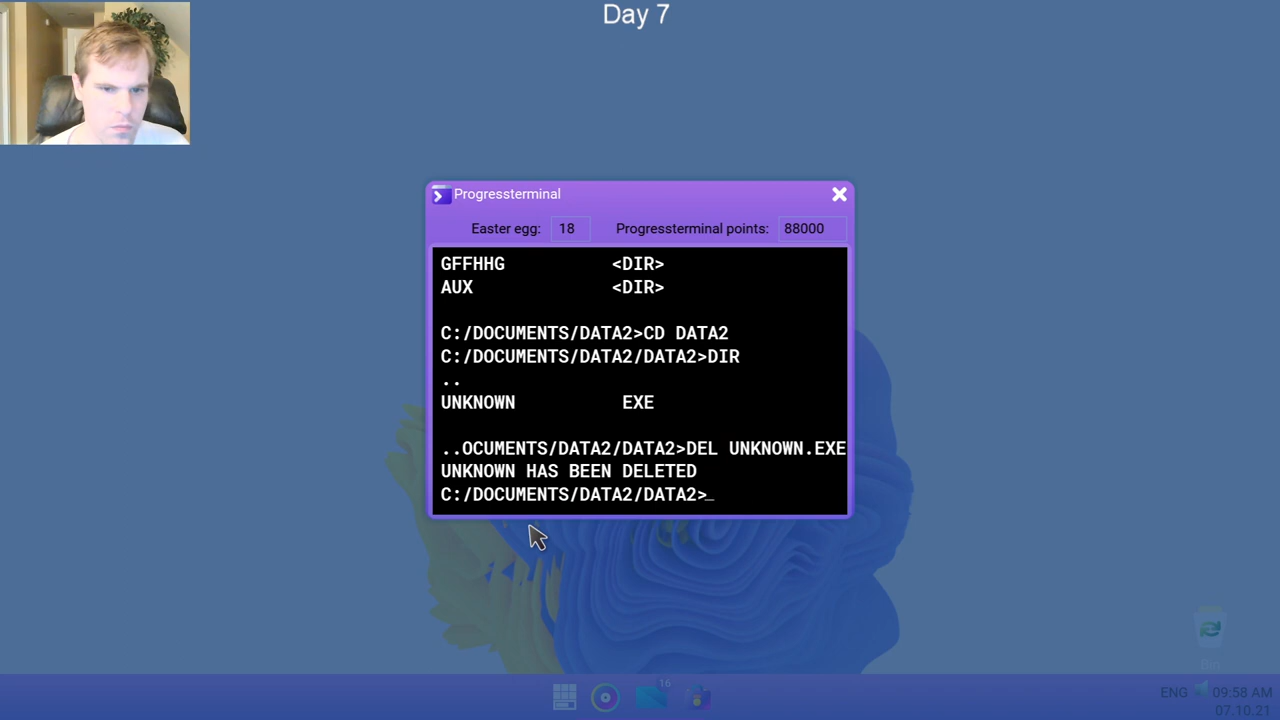 Day 7
Progressterminal
Easter egg: 18 Progressterminal points: 88000
GFFHHG <DIR>
AUX <DIR>
C:/DOCUMENTS/DATA2>CD DATA2
C:/DOCUMENTS/DATA2/DATA2>DIR
..
UNKNOWN EXE
..OCUMENTS/DATA2/DATA2>DEL UNKNOWN.EXE
UNKNOWN HAS BEEN DELETED
C:/DOCUMENTS/DATA2/DATA2>_
Bin
16
ENG 09:58 AM
07.10.21